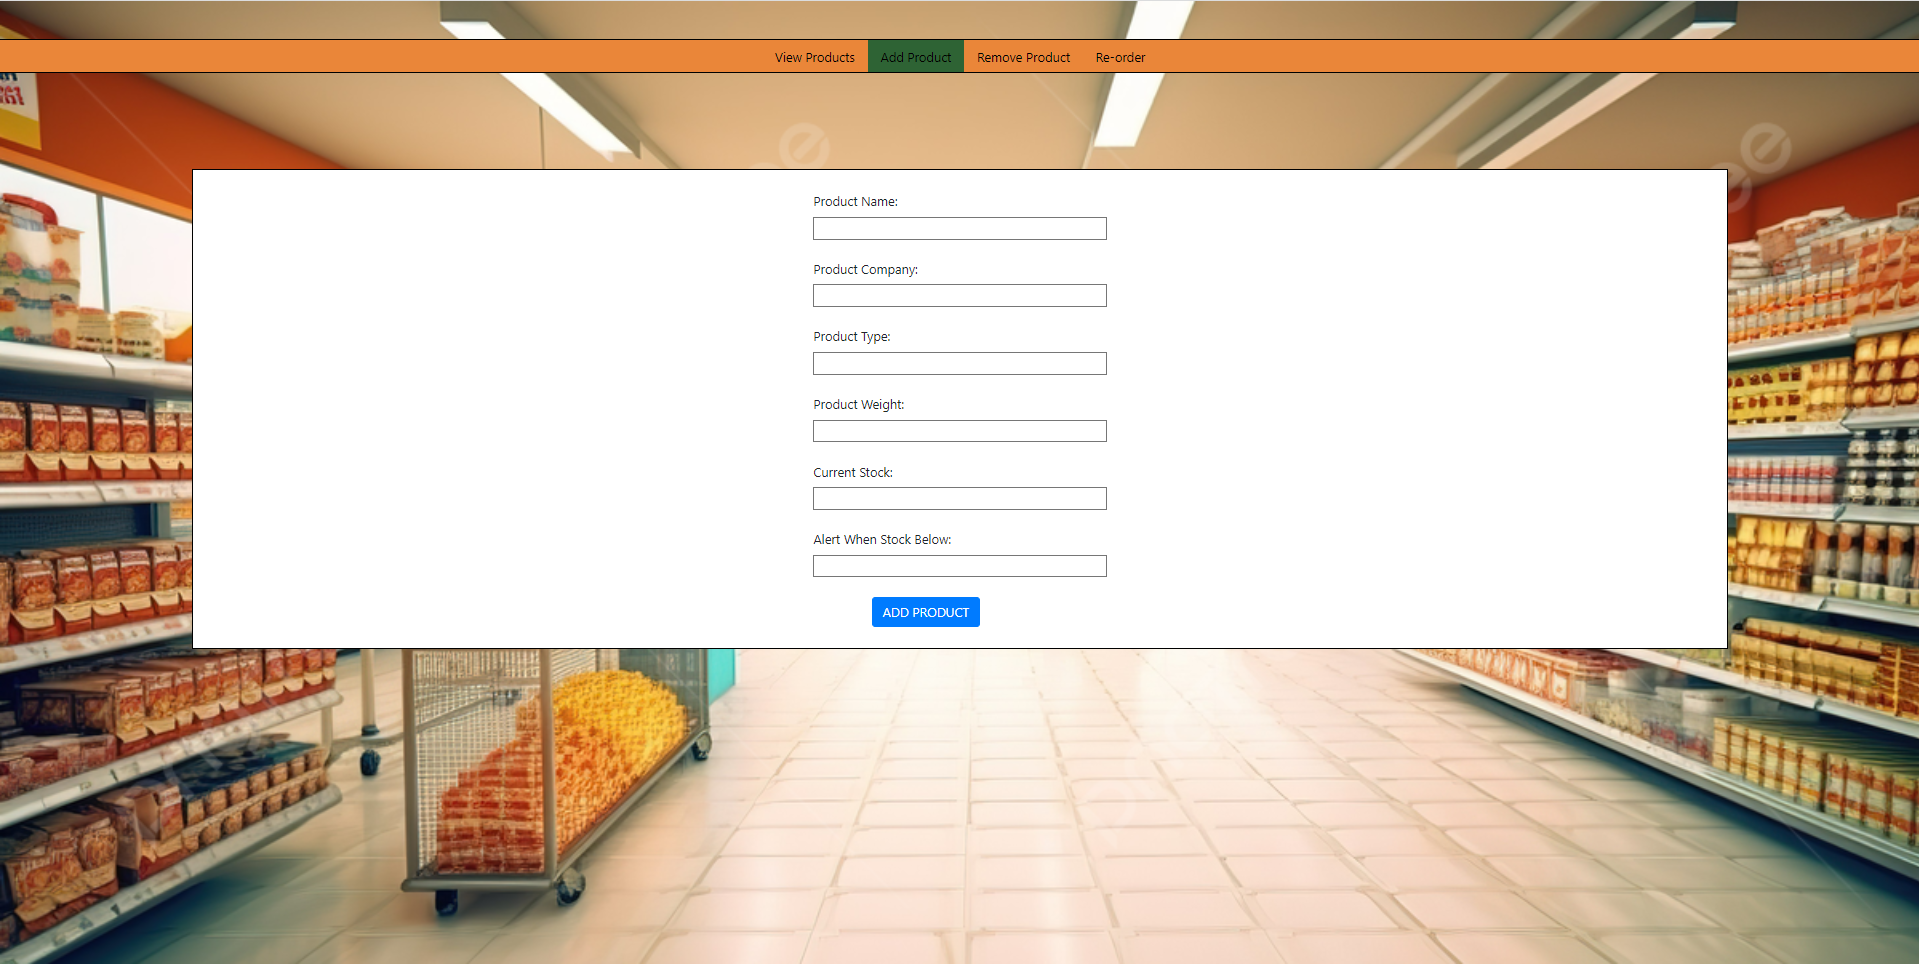 View Products Add Product Remove Product Re-order
Product Name:
Product Company:
Product Type:
Product Weight:
Current Stock:
Alert When Stock Below:
ADD PRODUCT